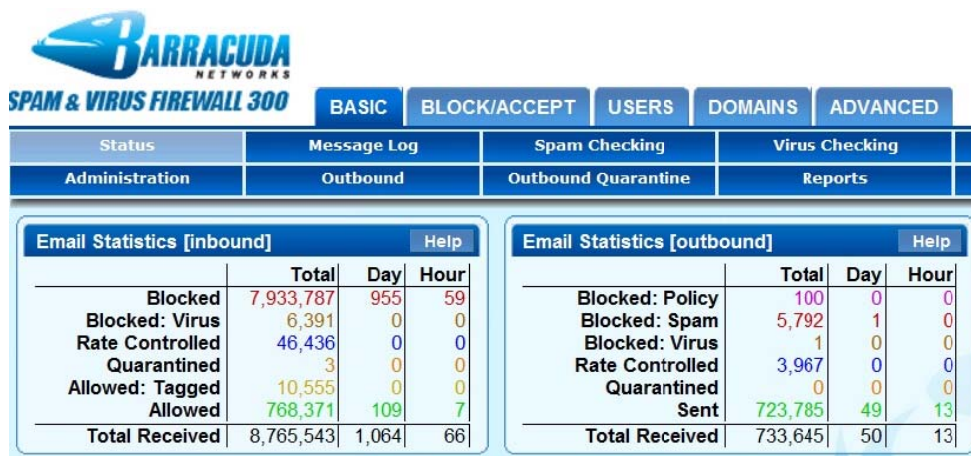 BARRACUDA
NETWORKS
SPAM & VIRUS FIREWALL 300
BASIC BLOCK/ACCEPT USERS DOMAINS ADVANCED
Status Message Log Spam Checking Virus Checking
Administration Outbound Outbound Quarantine Reports
Email Statistics [inbound] Help
Total Day Hour
Blocked 7,933,787 955 59
Blocked: Virus 6,391 0 0
Rate Controlled 46,436 0 0
Quarantined 3 0 0
Allowed: Tagged 10,555 0 0
Allowed 768,371 109 7
Total Received 8,765,543 1,064 66
Email Statistics [outbound] Help
Total Day Hour
Blocked: Policy 100 0 0
Blocked: Spam 5,792 1 0
Blocked: Virus 1 0 0
Rate Controlled 3,967 0 0
Quarantined 0 0 0
Sent 723,785 49 13
Total Received 733,645 50 13